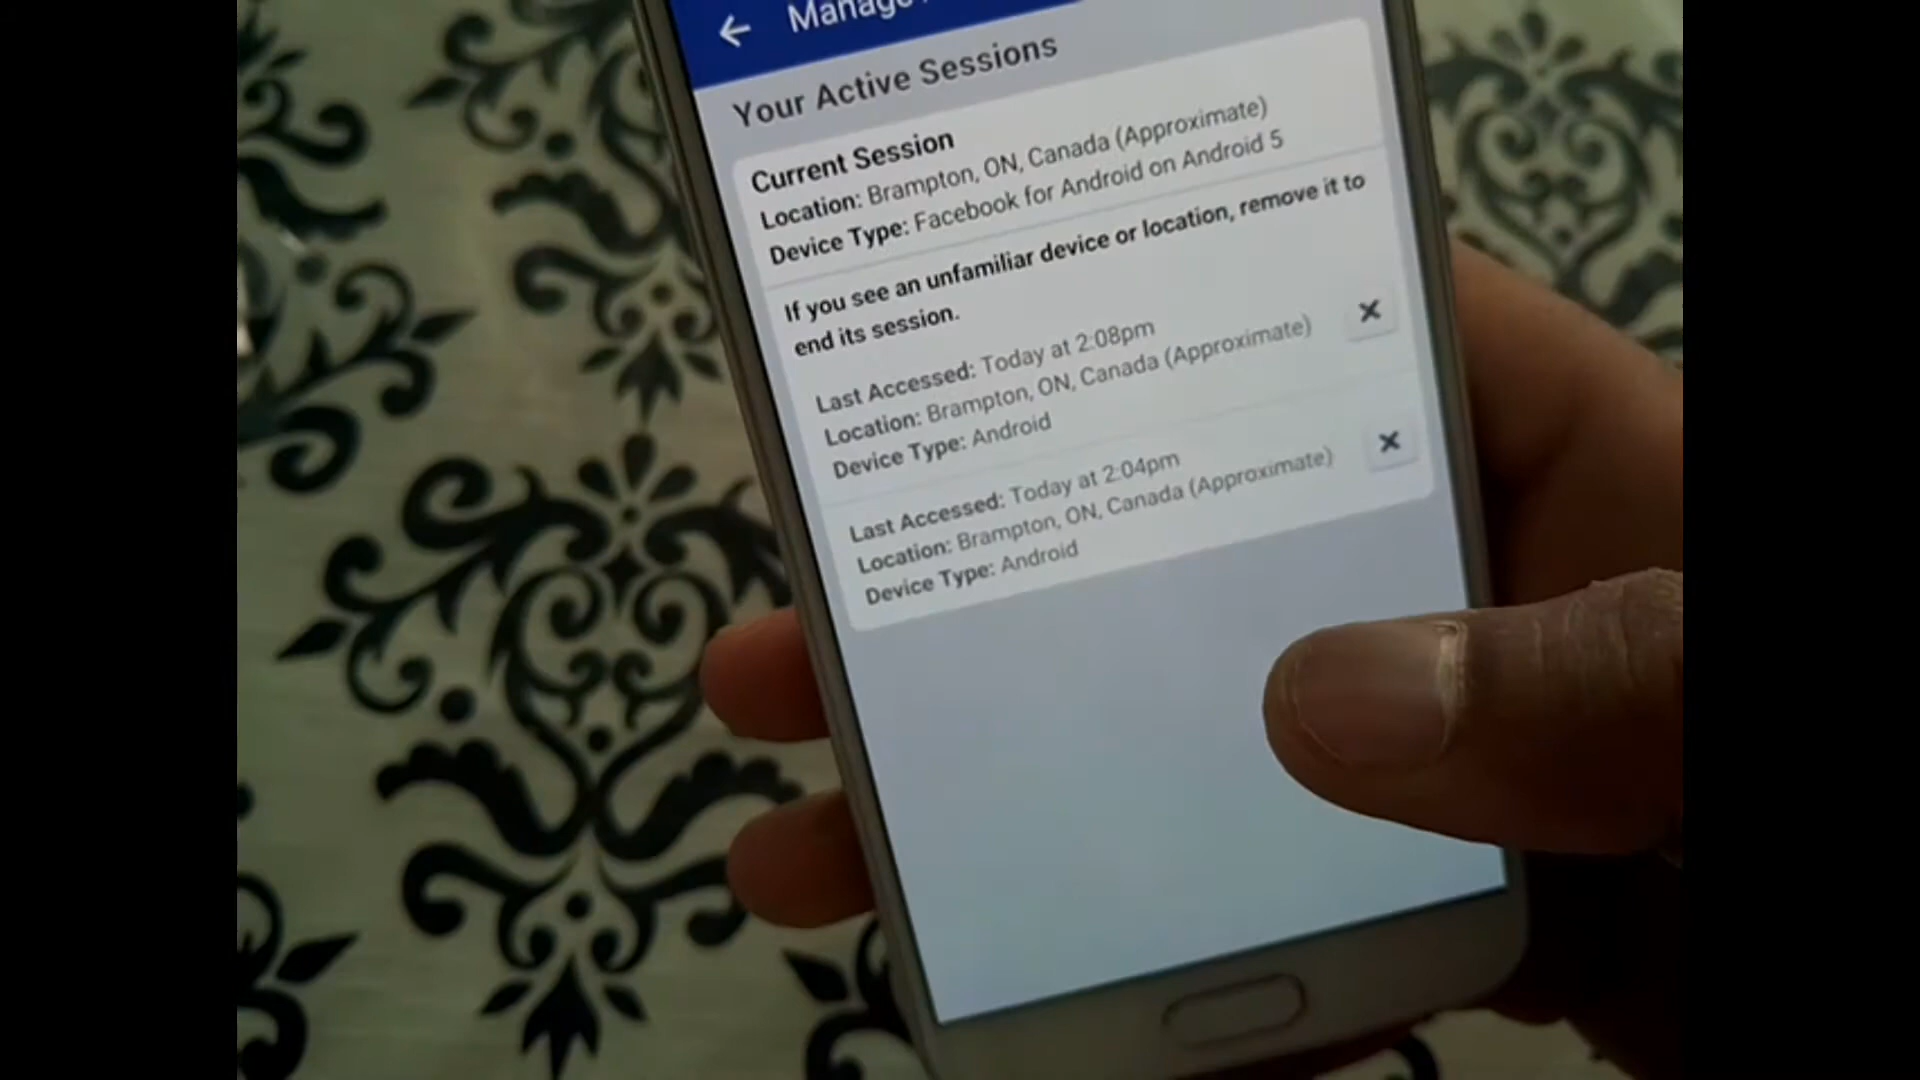 Manage
Your Active Sessions
Current Session
Location: Brampton, ON, Canada (Approximate)
Device Type: Facebook for Android on Android 5
If you see an unfamiliar device or location, remove it to
end its session.
Last Accessed: Today at 2:08pm
Location: Brampton, ON, Canada (Approximate)
Device Type: Android
Last Accessed: Today at 2:04pm
Location: Brampton, ON, Canada (Approximate)
Device Type: Android